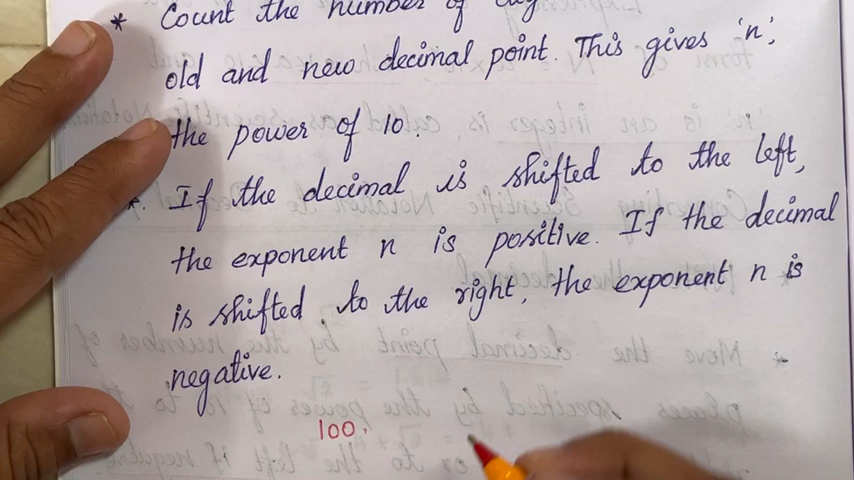 * Count the number of
old and new decimal point. This gives 'n',
the power of 10.
*. If the decimal is shifted to the left,
the exponent n is positive. If the decimal
is shifted to the right, the exponent n is
negative.
100.